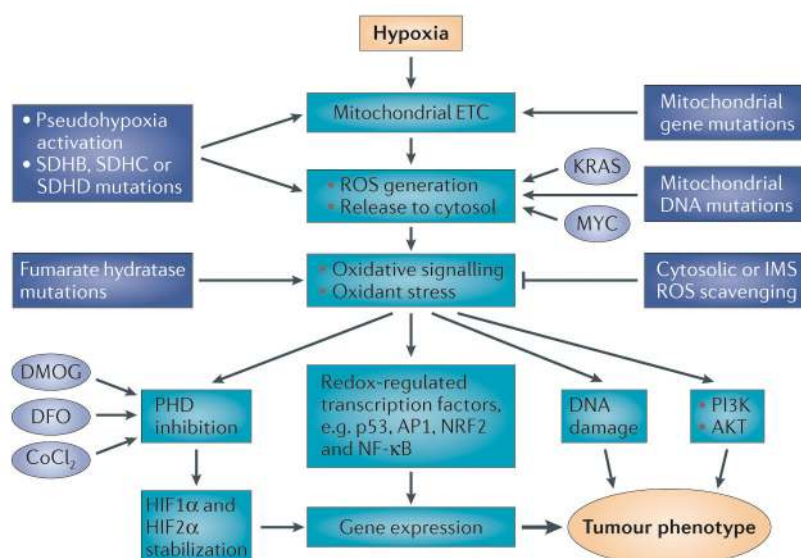 Hypoxia
• Pseudohypoxia
activation
• SDHB, SDHC or
SDHD mutations
Mitochondrial ETC
Mitochondrial
gene mutations
• ROS generation
• Release to cytosol
KRAS
MYC
Mitochondrial
DNA mutations
Fumarate hydratase
mutations
• Oxidative signalling
• Oxidant stress
Cytosolic or IMS
ROS scavenging
DMOG
DFO
CoCl₂
PHD
inhibition
Redox-regulated
transcription factors,
e.g. p53, AP1, NRF2
and NF-κB
DNA
damage
• PI3K
• AKT
HIF1α and
HIF2α
stabilization
Gene expression
Tumour phenotype